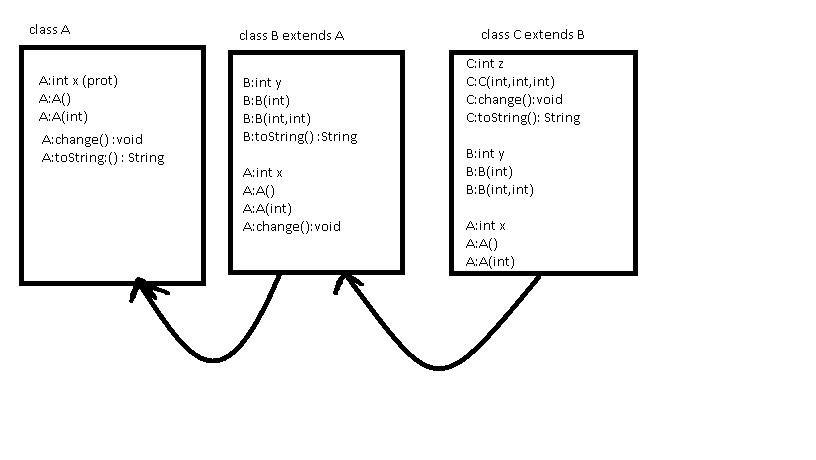 class A
A:int x (prot)
A:A()
A:A(int)
A:change() :void
A:toString:() : String
class B extends A
B:int y
B:B(int)
B:B(int,int)
B:toString() :String
A:int x
A:A()
A:A(int)
A:change():void
class C extends B
C:int z
C:C(int,int,int)
C:change():void
C:toString(): String
B:int y
B:B(int)
B:B(int,int)
A:int x
A:A()
A:A(int)